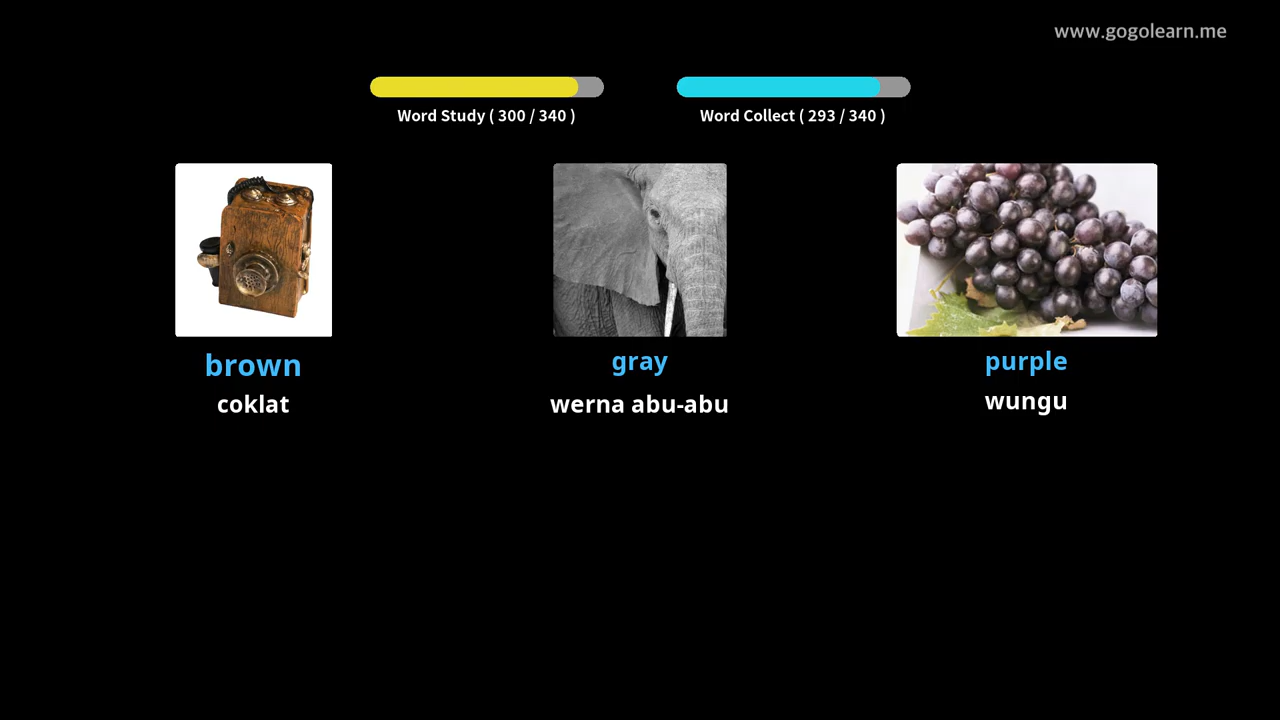 www.gogolearn.me
Word Study ( 300 / 340 )
Word Collect ( 293 / 340 )
brown
coklat
gray
werna abu-abu
purple
wungu